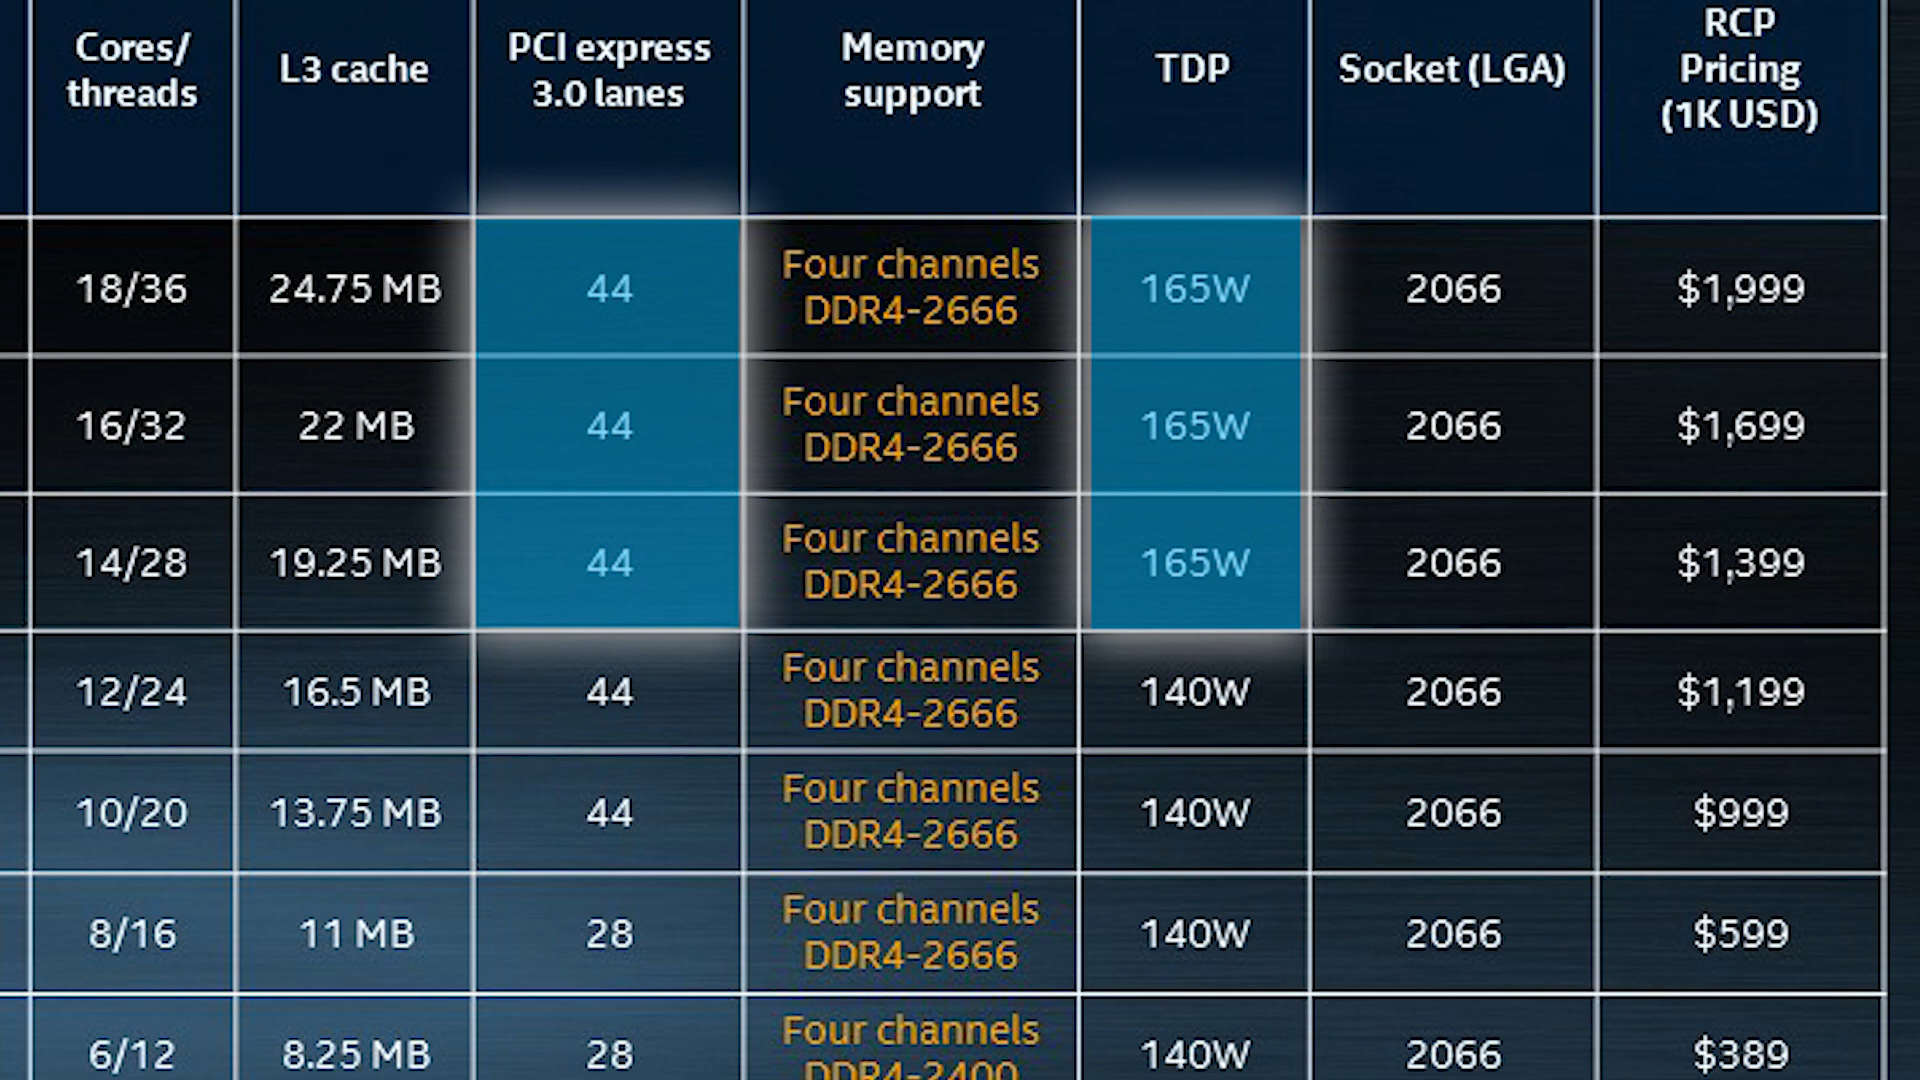 Cores/
threads
L3 cache
PCI express
3.0 lanes
Memory
support
TDP
Socket (LGA)
RCP
Pricing
(1K USD)
18/36
24.75 MB
44
Four channels
DDR4-2666
165W
2066
$1,999
16/32
22 MB
44
Four channels
DDR4-2666
165W
2066
$1,699
14/28
19.25 MB
44
Four channels
DDR4-2666
165W
2066
$1,399
12/24
16.5 MB
44
Four channels
DDR4-2666
140W
2066
$1,199
10/20
13.75 MB
44
Four channels
DDR4-2666
140W
2066
$999
8/16
11 MB
28
Four channels
DDR4-2666
140W
2066
$599
6/12
8.25 MB
28
Four channels
DDR4-2400
140W
2066
$389